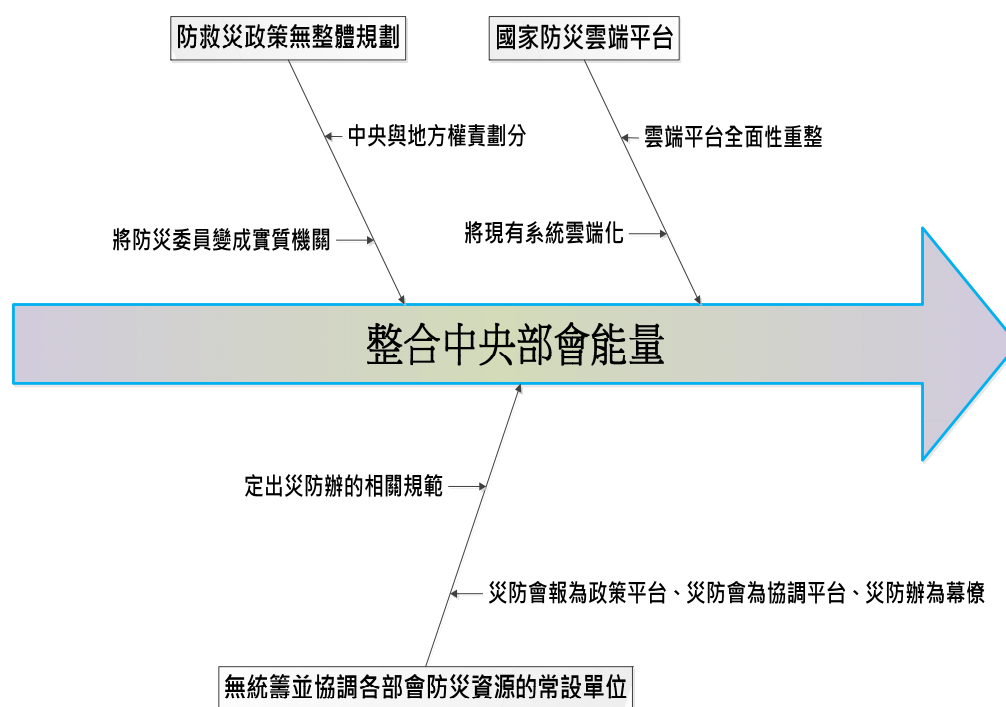 防救災政策無整體規劃
國家防災雲端平台
中央與地方權責劃分
雲端平台全面性重整
將防災委員變成實質機關
將現有系統雲端化
整合中央部會能量
定出災防辦的相關規範
災防會報為政策平台、災防會為協調平台、災防辦為幕僚
無統籌並協調各部會防災資源的常設單位